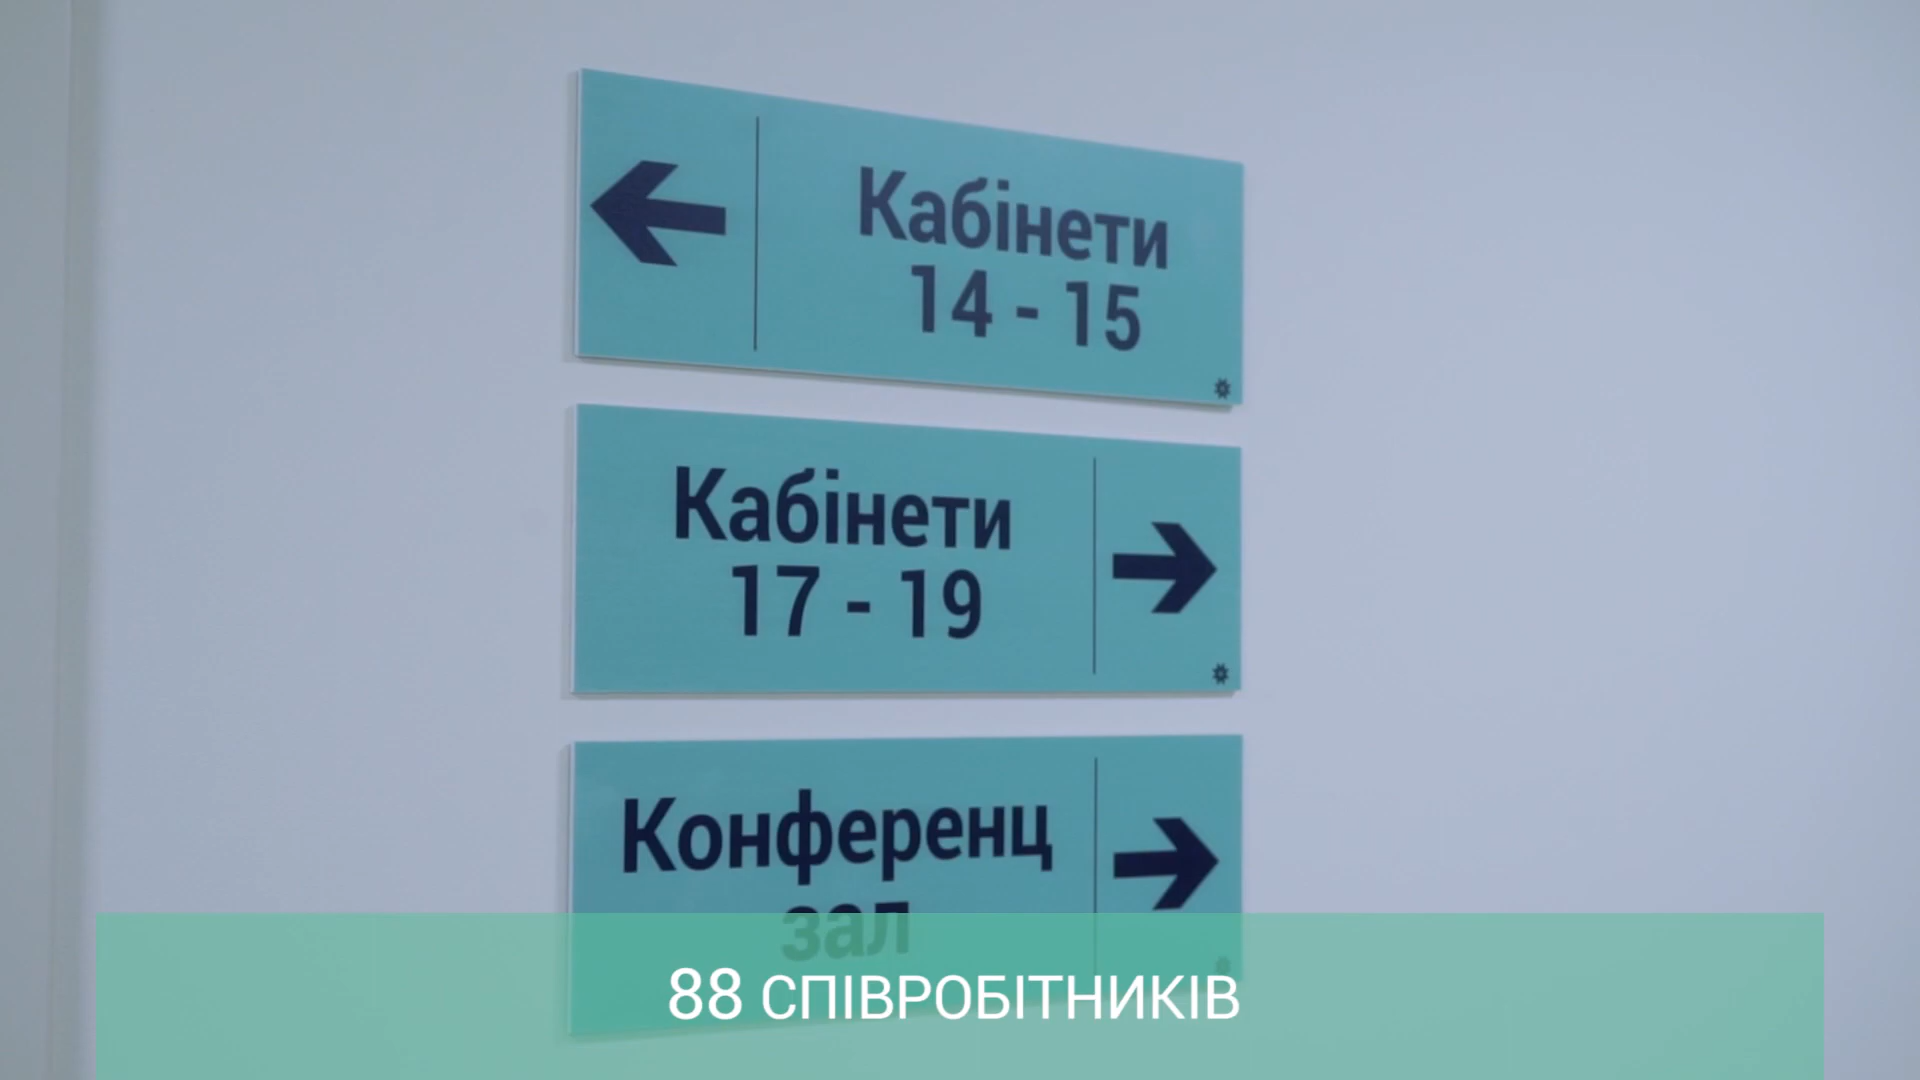 Кабінети
14 - 15
Кабінети
17 - 19
Конференц
зал
88 СПІВРОБІТНИКІВ